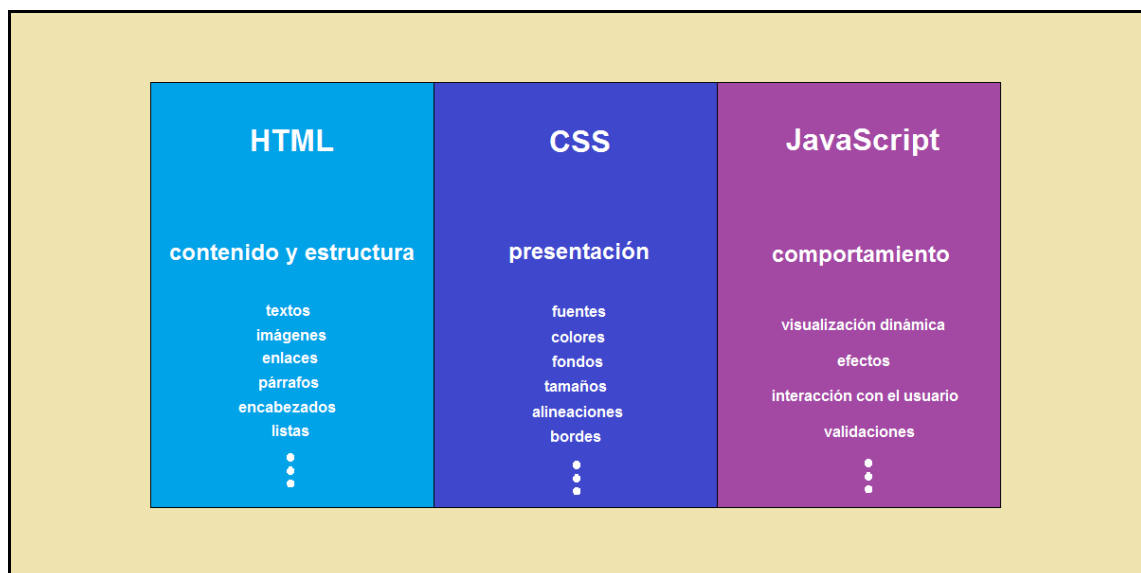 HTML
contenido y estructura
textos
imágenes
enlaces
párrafos
encabezados
listas
CSS
presentación
fuentes
colores
fondos
tamaños
alineaciones
bordes
JavaScript
comportamiento
visualización dinámica
efectos
interacción con el usuario
validaciones